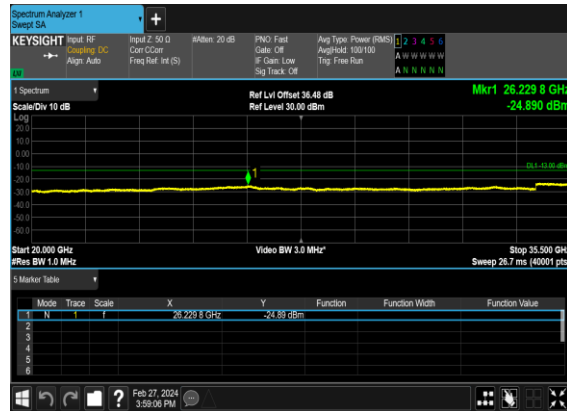 Spectrum Analyzer 1
Swept SA
+
KEYSIGHT Input: RF Input Z: 50 Ω #Atten: 20 dB PNO: Fast Avg Type: Power (RMS) 1 2 3 4 5 6
Coupling: DC Corr CCorr Gate: Off Avg|Hold: 100/100 A W W W W W
Align: Auto Freq Ref: Int (S) IF Gain: Low Trig: Free Run
Sig Track: Off A N N N N N
1 Spectrum
Ref Lvl Offset 36.48 dB Mkr1 26.229 8 GHz
Scale/Div 10 dB Ref Level 30.00 dBm -24.890 dBm
Log
20.0
10.0
0.00
-10.0
DL1 -13.00 dBm
1
-20.0
-30.0
-40.0
-50.0
-60.0
Start 20.000 GHz Video BW 3.0 MHz* Stop 35.500 GHz
#Res BW 1.0 MHz Sweep 26.7 ms (40001 pts)
5 Marker Table
Mode Trace Scale X Y Function Function Width Function Value
1 N 1 f 26.229 8 GHz -24.89 dBm
2
3
4
5
6
? Feb 27, 2024
3:59:06 PM